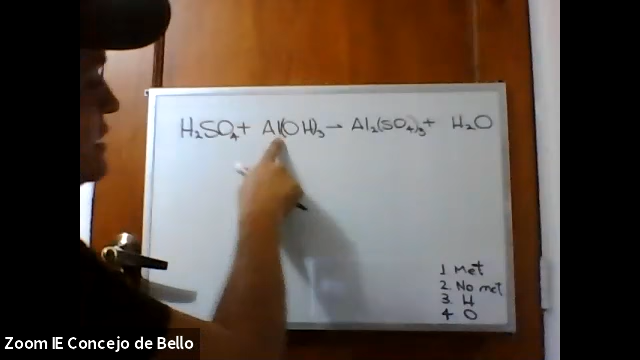 H₂SO₄ + Al(OH)₃ → Al₂(SO₄)₃ + H₂O
1. Met
2. No met
3. H
4 O
Zoom IE Concejo de Bello